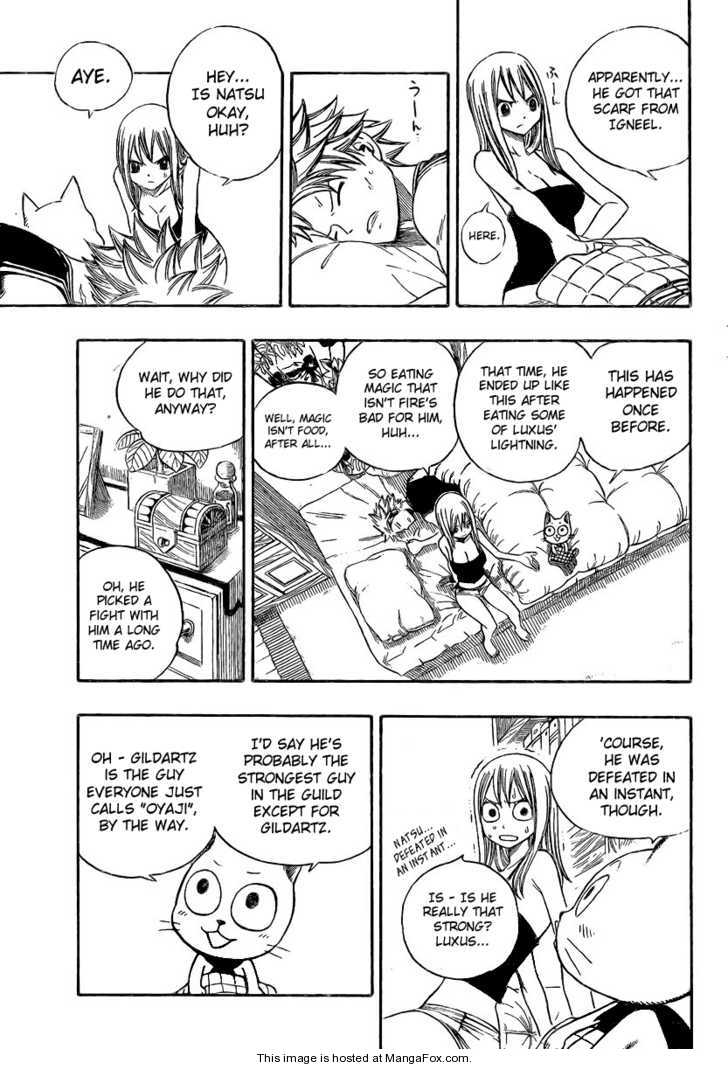 APPARENTLY...
HE GOT THAT
SCARF FROM
IGNEEL.
ふーん
HERE.
うーん
HEY...
IS NATSU
OKAY,
HUH?
AYE.
THIS HAS
HAPPENED
ONCE
BEFORE.
THAT TIME, HE
ENDED UP LIKE
THIS AFTER
EATING SOME
OF LUXUS'
LIGHTNING.
SO EATING
MAGIC THAT
ISN'T FIRE'S
BAD FOR HIM,
HUH...
WELL, MAGIC
ISN'T FOOD,
AFTER ALL...
WAIT, WHY DID
HE DO THAT,
ANYWAY?
OH, HE
PICKED A
FIGHT WITH
HIM A LONG
TIME AGO.
'COURSE,
HE WAS
DEFEATED IN
AN INSTANT,
THOUGH.
NATSU...
DEFEATED IN
AN INSTANT...
IS - IS HE
REALLY THAT
STRONG?
LUXUS...
I'D SAY HE'S
PROBABLY THE
STRONGEST GUY
IN THE GUILD
EXCEPT FOR
GILDARTZ.
OH - GILDARTZ
IS THE GUY
EVERYONE JUST
CALLS "OYAJI",
BY THE WAY.
This image is hosted at MangaFox.com.